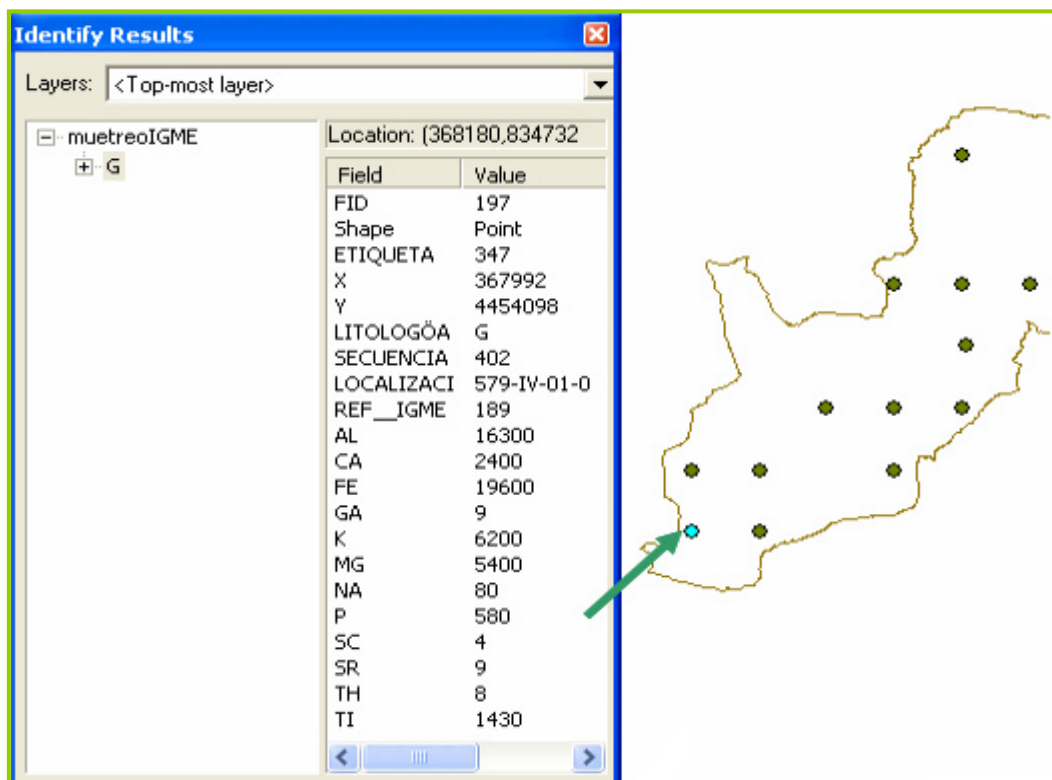 Identify Results
Layers: <Top-most layer>
muetreoIGME
G
Location: (368180,834732
Field Value
FID 197
Shape Point
ETIQUETA 347
X 367992
Y 4454098
LITOLOGÖA G
SECUENCIA 402
LOCALIZACI 579-IV-01-0
REF__IGME 189
AL 16300
CA 2400
FE 19600
GA 9
K 6200
MG 5400
NA 80
P 580
SC 4
SR 9
TH 8
TI 1430